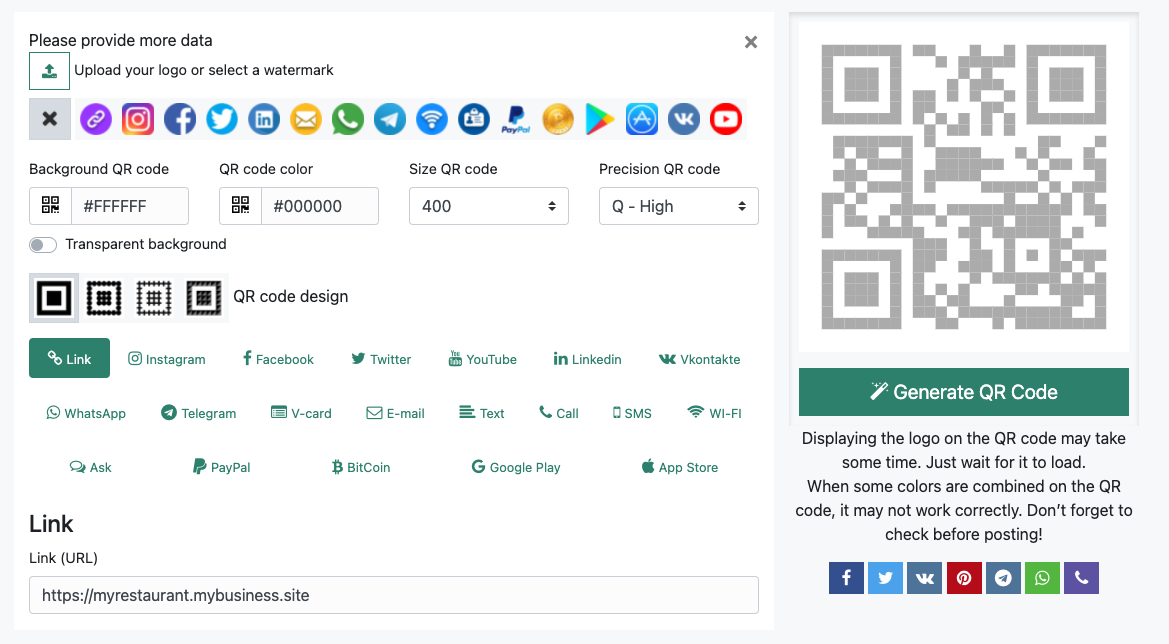 Please provide more data
Upload your logo or select a watermark
PayPal
Background QR code QR code color Size QR code Precision QR code
#FFFFFF #000000 400 Q - High
Transparent background
QR code design
Link Instagram Facebook Twitter You Tube YouTube in Linkedin Vkontakte
WhatsApp Telegram V-card E-mail Text Call SMS WI-FI
Ask PayPal BitCoin Google Play App Store
Link
Link (URL)
https://myrestaurant.mybusiness.site
Generate QR Code
Displaying the logo on the QR code may take
some time. Just wait for it to load.
When some colors are combined on the QR
code, it may not work correctly. Don’t forget to
check before posting!